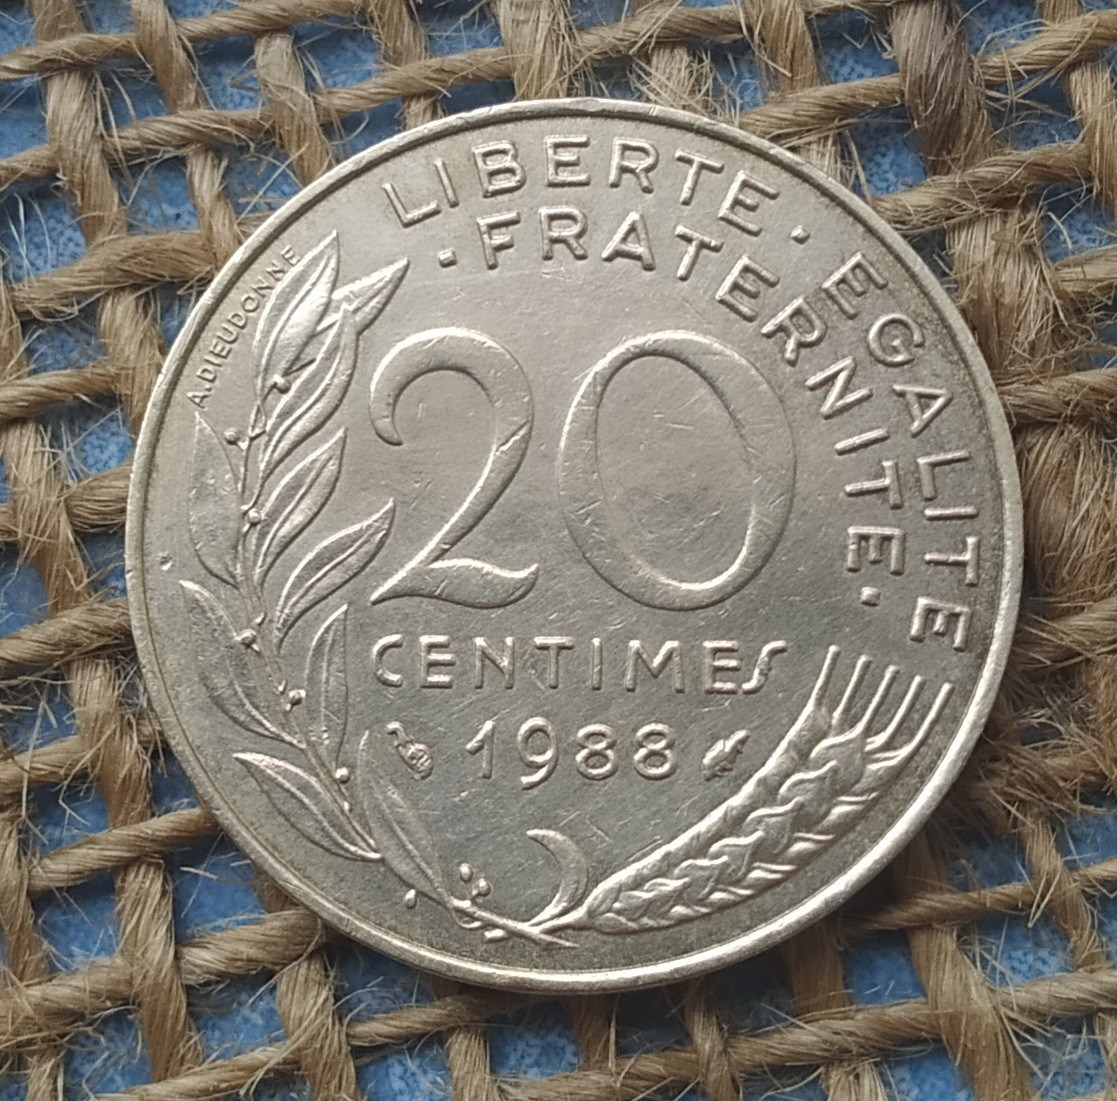 LIBERTE · EGALITE
· FRATERNITE ·
A.DIEUDONNE
20
CENTIMES
1988